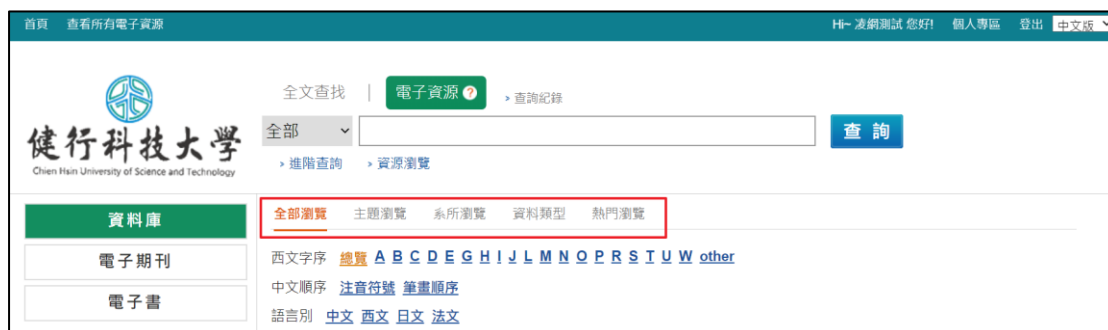 首頁 查看所有電子資源 Hi~ 凌網測試 您好! 個人專區 登出 中文版
全文查找 | 電子資源 ? › 查詢紀錄
健行科技大學
Chien Hsin University of Science and Technology
全部 查詢
› 進階查詢 › 資源瀏覽
資料庫
電子期刊
電子書
全部瀏覽 主題瀏覽 系所瀏覽 資料類型 熱門瀏覽
西文字序 總覽 A B C D E G H I J L M N O P R S T U W other
中文順序 注音符號 筆畫順序
語言別 中文 西文 日文 法文